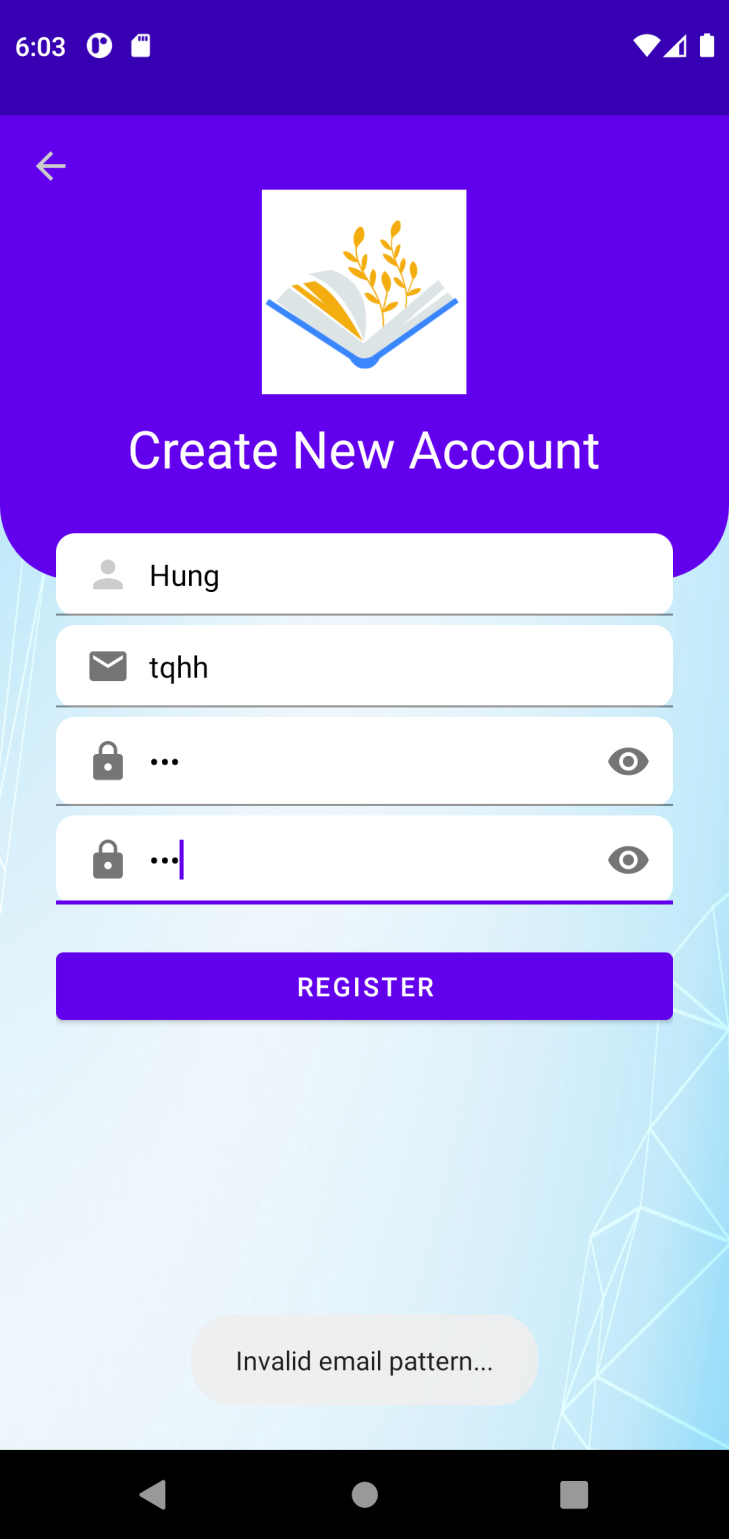 6:03
Create New Account
Hung
tqhh
•••
•••
REGISTER
Invalid email pattern...